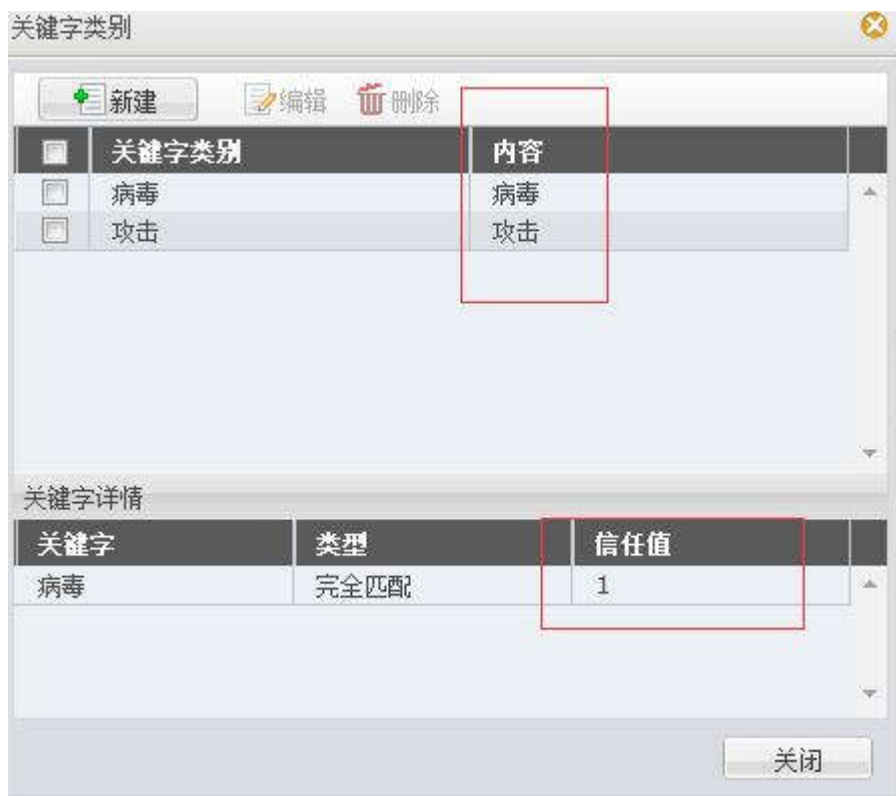 关键字类别
新建 编辑 删除
关键字类别 内容
病毒 病毒
攻击 攻击
关键字详情
关键字 类型 信任值
病毒 完全匹配 1
关闭